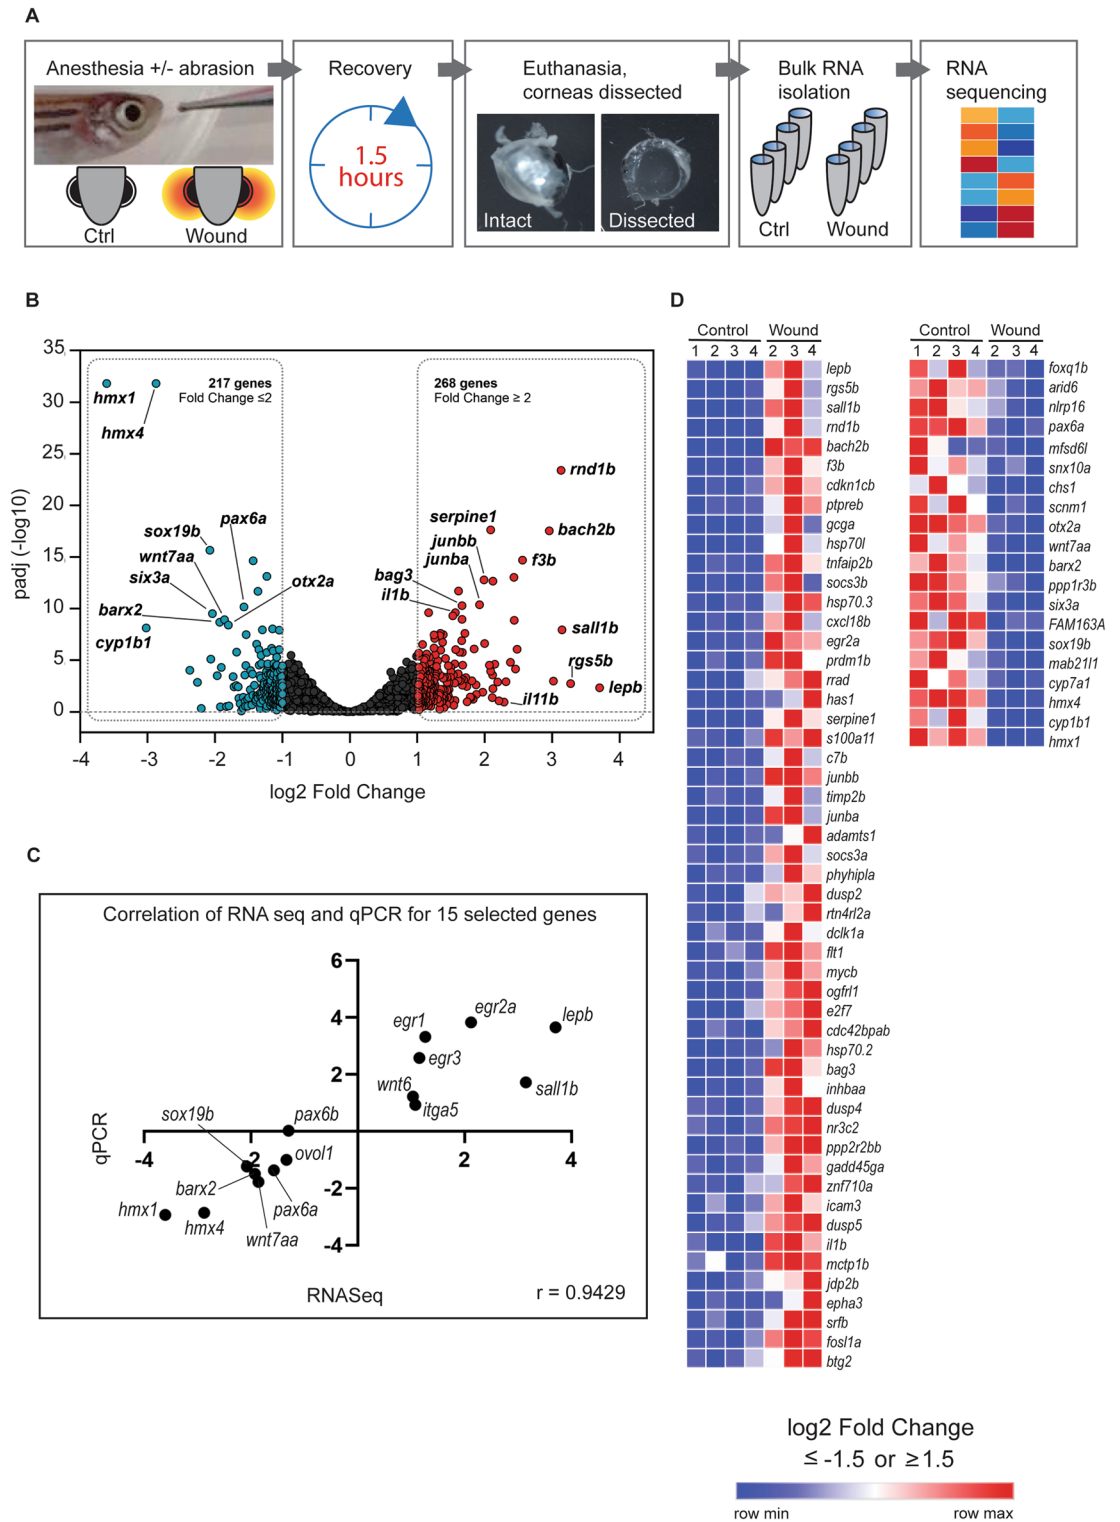 A
Anesthesia +/- abrasion
Ctrl
Wound
Recovery
1.5
hours
Euthanasia,
corneas dissected
Intact
Dissected
Bulk RNA
isolation
Ctrl
Wound
RNA
sequencing
B
padj (-log10)
35
30
25
20
15
10
5
0
-4
-3
-2
-1
0
1
2
3
4
log2 Fold Change
217 genes
Fold Change ≤2
268 genes
Fold Change ≥ 2
hmx1
hmx4
rnd1b
serpine1
bach2b
junbb
f3b
junba
bag3
il1b
sall1b
rgs5b
lepb
il11b
pax6a
sox19b
wnt7aa
six3a
otx2a
barx2
cyp1b1
C
Correlation of RNA seq and qPCR for 15 selected genes
qPCR
6
4
2
-2
-4
-4
-2
2
4
egr2a
lepb
egr1
egr3
sall1b
wnt6
itga5
sox19b
pax6b
ovol1
barx2
pax6a
hmx1
hmx4
wnt7aa
RNASeq
r = 0.9429
D
Control
Wound
1 2 3 4 2 3 4
lepb
rgs5b
sall1b
rnd1b
bach2b
f3b
cdkn1cb
ptpreb
gcga
hsp70l
tnfaip2b
socs3b
hsp70.3
cxcl18b
egr2a
prdm1b
rrad
has1
serpine1
s100a11
c7b
junbb
timp2b
junba
adamts1
socs3a
phyhipla
dusp2
rtn4rl2a
dclk1a
flt1
mycb
ogfrl1
e2f7
cdc42bpab
hsp70.2
bag3
inhbaa
dusp4
nr3c2
ppp2r2bb
gadd45ga
znf710a
icam3
dusp5
il1b
mctp1b
jdp2b
epha3
srfb
fosl1a
btg2
Control
Wound
1 2 3 4 2 3 4
foxq1b
arid6
nlrp16
pax6a
mfsd6l
snx10a
chs1
scnm1
otx2a
wnt7aa
barx2
ppp1r3b
six3a
FAM163A
sox19b
mab21l1
cyp7a1
hmx4
cyp1b1
hmx1
log2 Fold Change
≤ -1.5 or ≥1.5
row min
row max